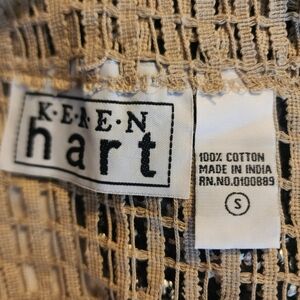 K·E·R·E·N
hart
100% COTTON
MADE IN INDIA
RN.NO.0100889
S